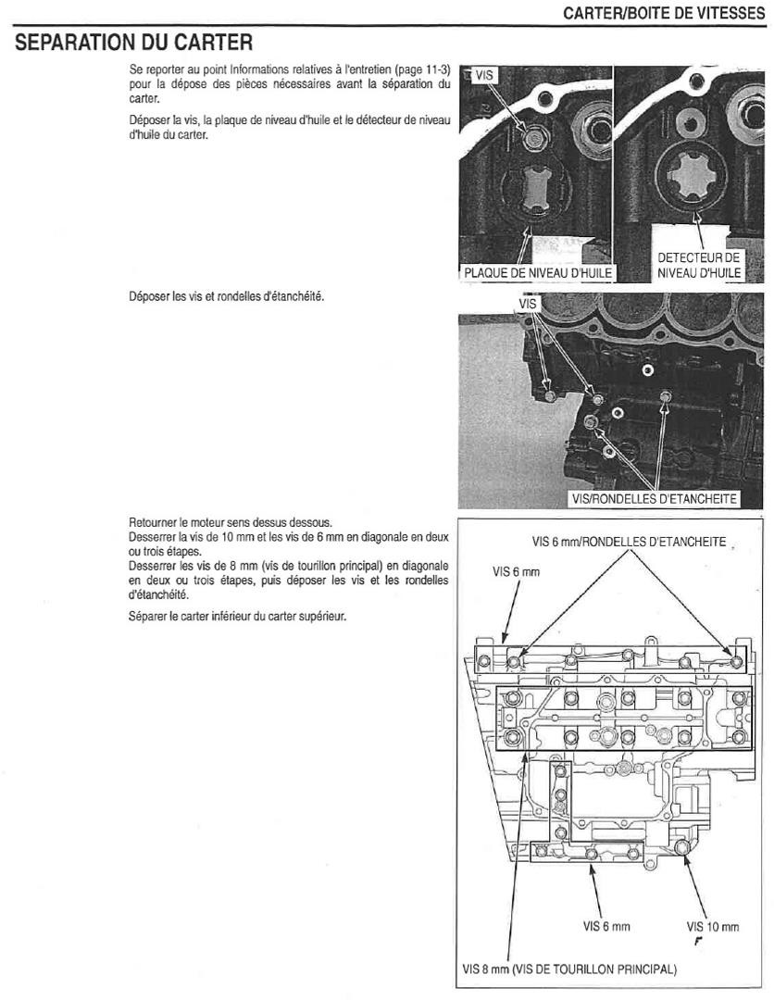 CARTER/BOITE DE VITESSES
SEPARATION DU CARTER
Se reporter au point Informations relatives à l'entretien (page 11-3)
pour la dépose des pièces nécessaires avant la séparation du
carter.
Déposer la vis, la plaque de niveau d'huile et le détecteur de niveau
d'huile du carter.
VIS
PLAQUE DE NIVEAU D'HUILE
DETECTEUR DE
NIVEAU D'HUILE
Déposer les vis et rondelles d'étanchéité.
VIS
VIS/RONDELLES D'ETANCHEITE
Retourner le moteur sens dessus dessous.
Desserrer la vis de 10 mm et les vis de 6 mm en diagonale en deux
ou trois étapes.
Desserrer les vis de 8 mm (vis de tourillon principal) en diagonale
en deux ou trois étapes, puis déposer les vis et les rondelles
d'étanchéité.
Séparer le carter inférieur du carter supérieur.
VIS 6 mm/RONDELLES D'ETANCHEITE
VIS 6 mm
VIS 6 mm
VIS 10 mm
VIS 8 mm (VIS DE TOURILLON PRINCIPAL)